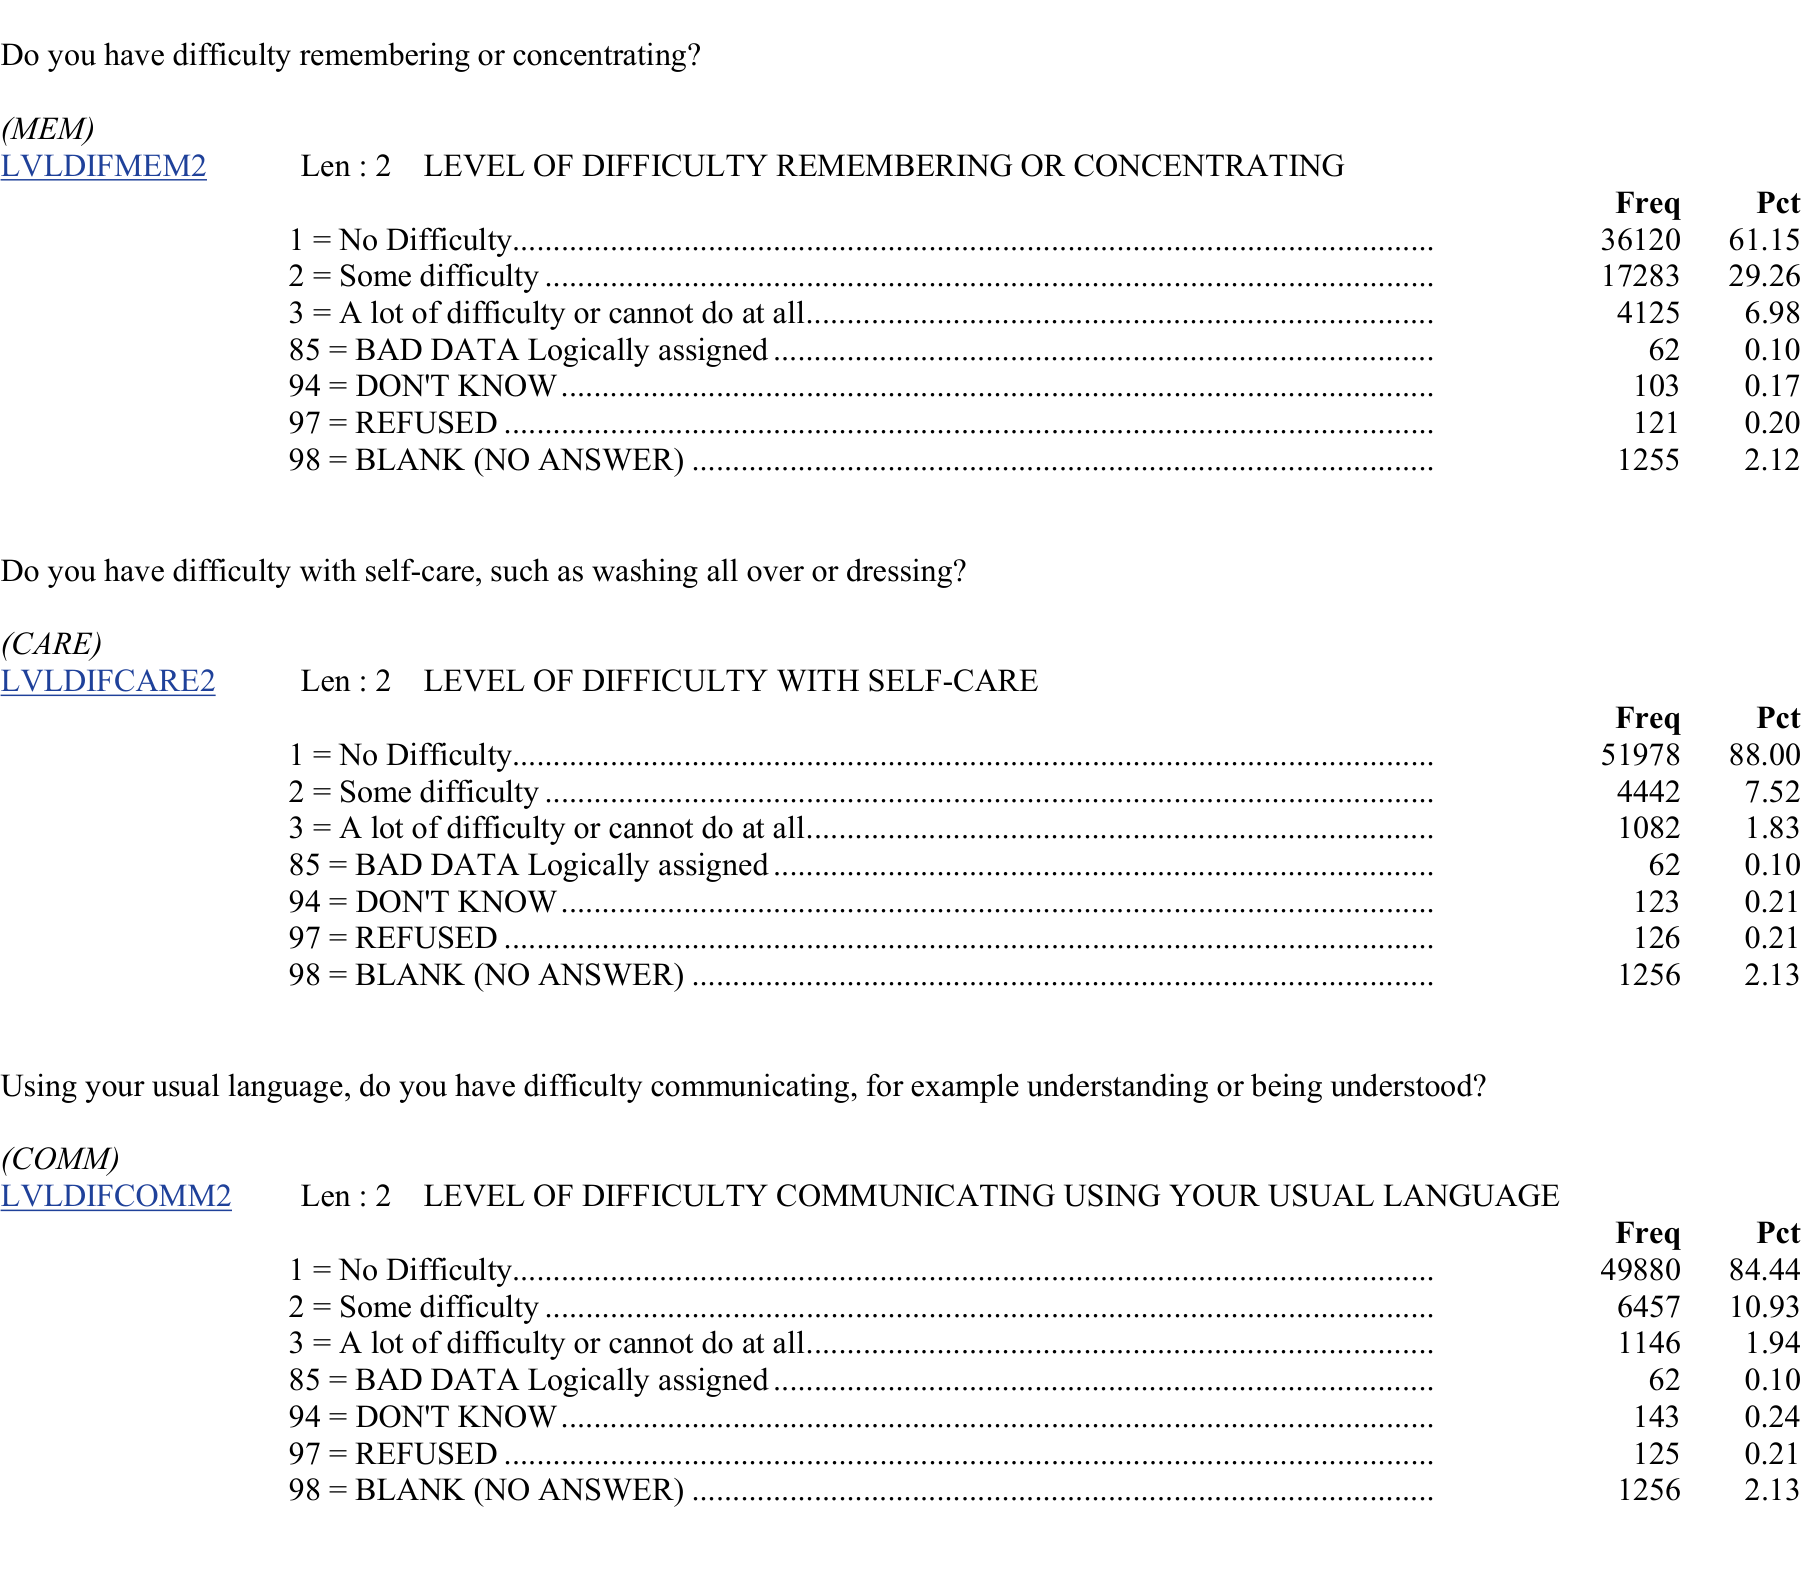 Do you have difficulty remembering or concentrating?
(MEM)
LVLDIFMEM2 Len : 2 LEVEL OF DIFFICULTY REMEMBERING OR CONCENTRATING
Freq Pct
1 = No Difficulty 36120 61.15
2 = Some difficulty 17283 29.26
3 = A lot of difficulty or cannot do at all 4125 6.98
85 = BAD DATA Logically assigned 62 0.10
94 = DON'T KNOW 103 0.17
97 = REFUSED 121 0.20
98 = BLANK (NO ANSWER) 1255 2.12
Do you have difficulty with self-care, such as washing all over or dressing?
(CARE)
LVLDIFCARE2 Len : 2 LEVEL OF DIFFICULTY WITH SELF-CARE
Freq Pct
1 = No Difficulty 51978 88.00
2 = Some difficulty 4442 7.52
3 = A lot of difficulty or cannot do at all 1082 1.83
85 = BAD DATA Logically assigned 62 0.10
94 = DON'T KNOW 123 0.21
97 = REFUSED 126 0.21
98 = BLANK (NO ANSWER) 1256 2.13
Using your usual language, do you have difficulty communicating, for example understanding or being understood?
(COMM)
LVLDIFCOMM2 Len : 2 LEVEL OF DIFFICULTY COMMUNICATING USING YOUR USUAL LANGUAGE
Freq Pct
1 = No Difficulty 49880 84.44
2 = Some difficulty 6457 10.93
3 = A lot of difficulty or cannot do at all 1146 1.94
85 = BAD DATA Logically assigned 62 0.10
94 = DON'T KNOW 143 0.24
97 = REFUSED 125 0.21
98 = BLANK (NO ANSWER) 1256 2.13